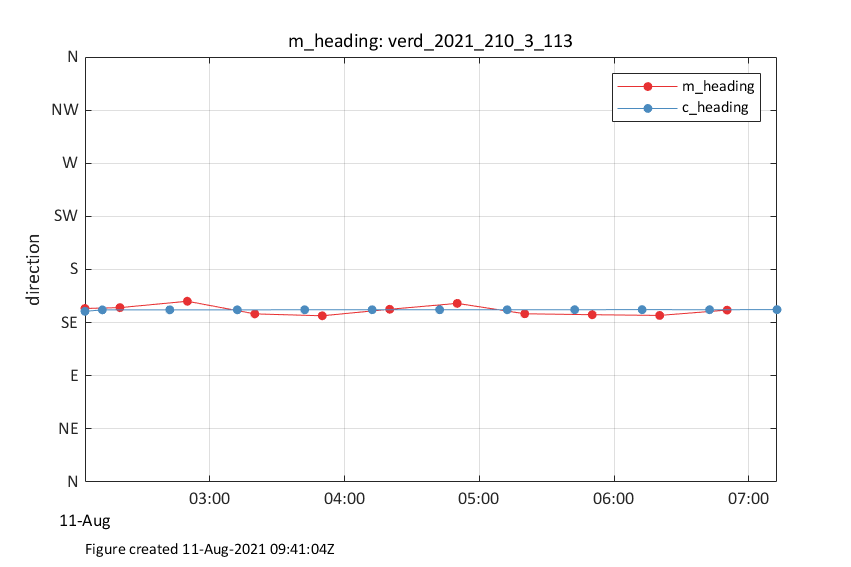 m_heading: verd_2021_210_3_113
N
NW
W
SW
S
SE
E
NE
N
direction
m_heading
c_heading
03:00 04:00 05:00 06:00 07:00
11-Aug
Figure created 11-Aug-2021 09:41:04Z